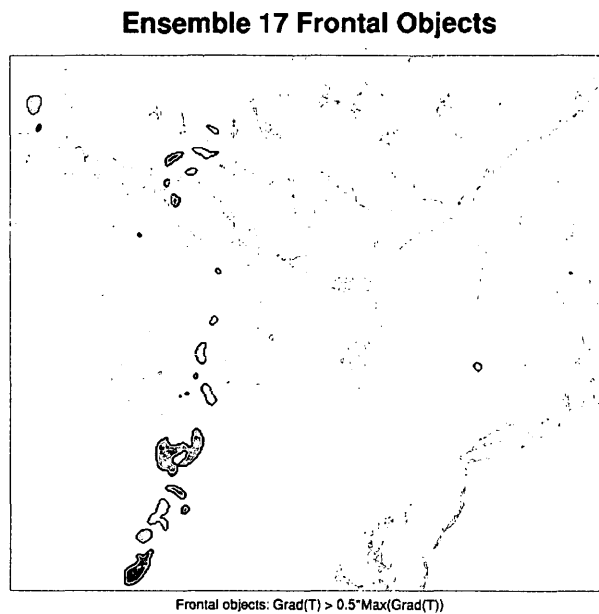 Ensemble 17 Frontal Objects
Frontal objects: Grad(T) > 0.5*Max(Grad(T))